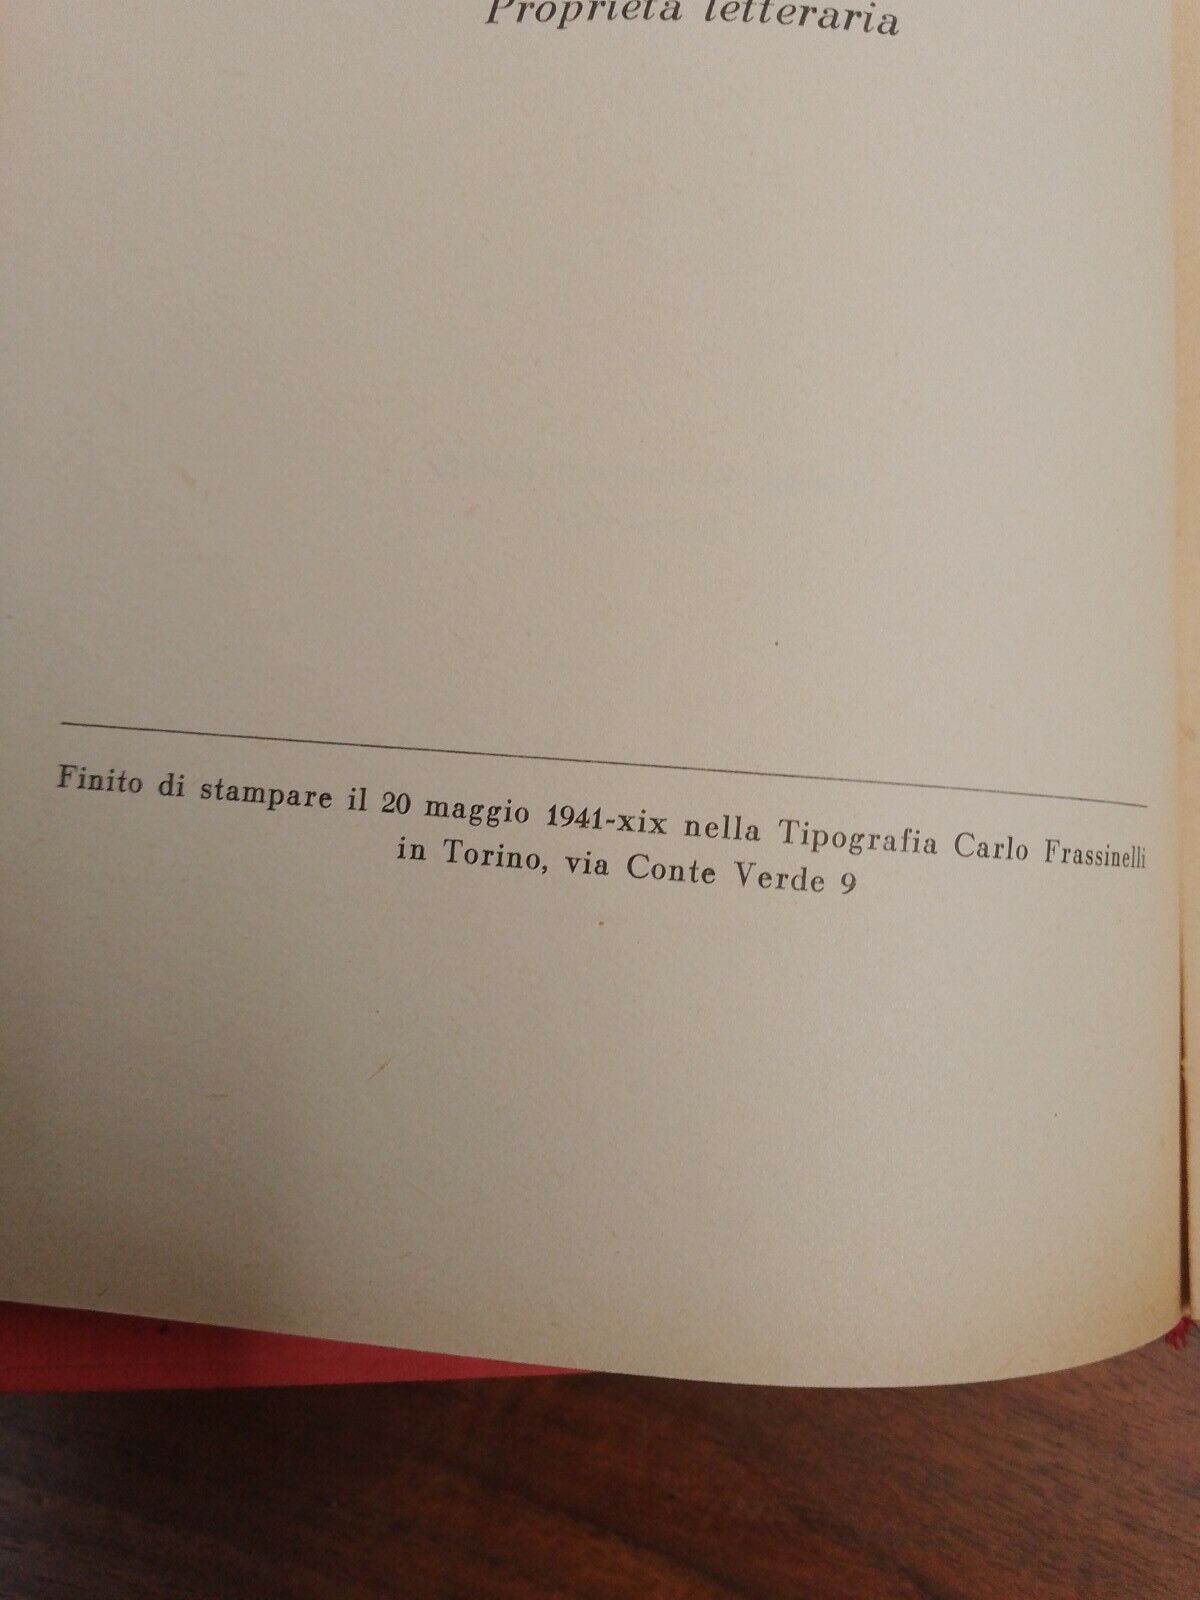 Proprietà letteraria
Finito di stampare il 20 maggio 1941-xix nella Tipografia Carlo Frassinelli
in Torino, via Conte Verde 9